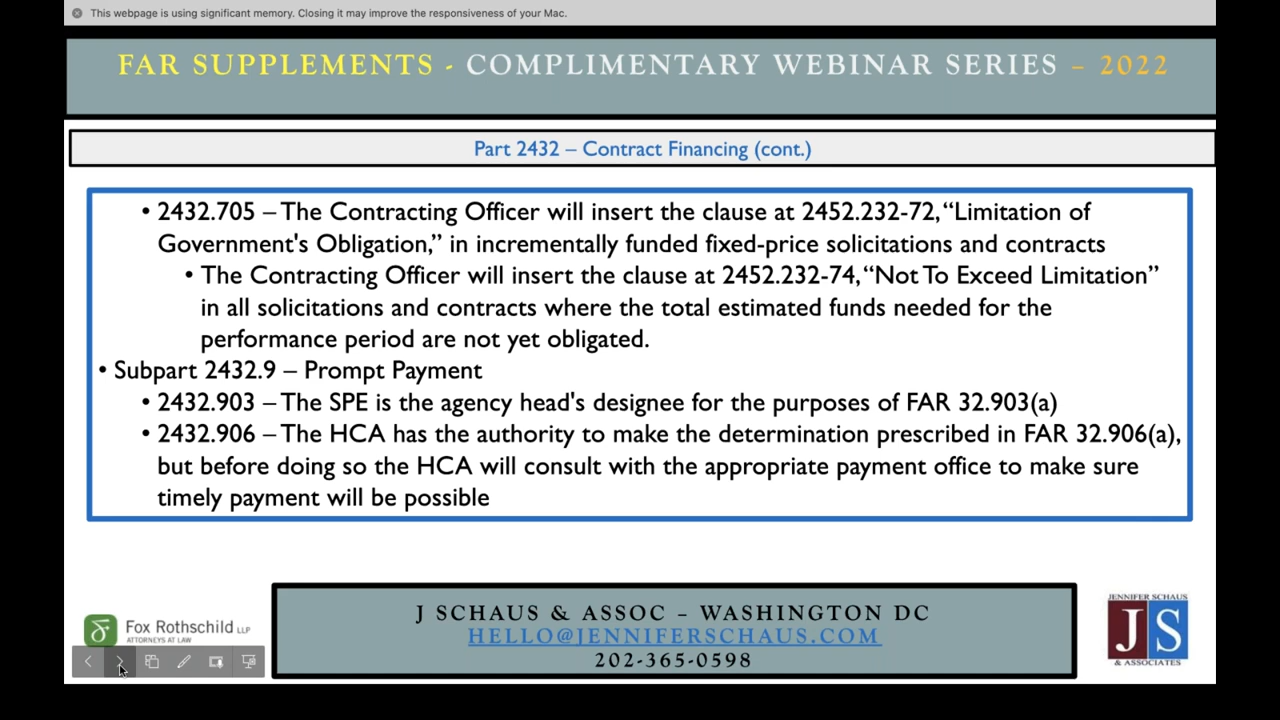 This webpage is using significant memory. Closing it may improve the responsiveness of your Mac.
FAR SUPPLEMENTS - COMPLIMENTARY WEBINAR SERIES – 2022
Part 2432 – Contract Financing (cont.)
• 2432.705 – The Contracting Officer will insert the clause at 2452.232-72, “Limitation of
Government's Obligation,” in incrementally funded fixed-price solicitations and contracts
• The Contracting Officer will insert the clause at 2452.232-74, “Not To Exceed Limitation”
in all solicitations and contracts where the total estimated funds needed for the
performance period are not yet obligated.
• Subpart 2432.9 – Prompt Payment
• 2432.903 – The SPE is the agency head's designee for the purposes of FAR 32.903(a)
• 2432.906 – The HCA has the authority to make the determination prescribed in FAR 32.906(a),
but before doing so the HCA will consult with the appropriate payment office to make sure
timely payment will be possible
Fox Rothschild LLP
ATTORNEYS AT LAW
J SCHAUS & ASSOC – WASHINGTON DC
HELLO@JENNIFERSCHAUS.COM
202-365-0598
JENNIFER SCHAUS
JS
& ASSOCIATES